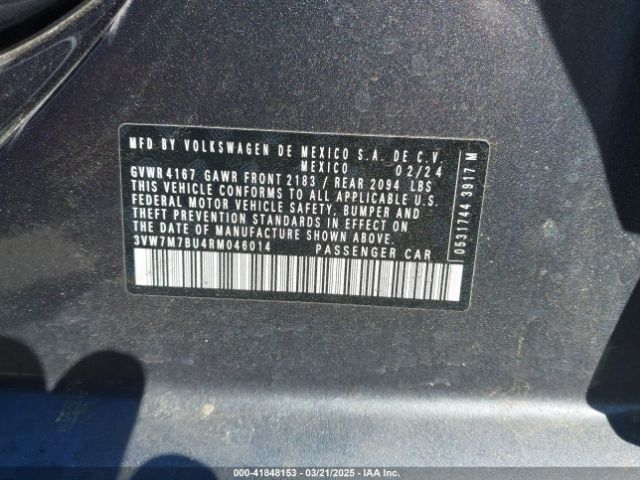 MFD BY VOLKSWAGEN DE MEXICO S.A. DE C.V.
MEXICO 02/24
GVWR 4167 GAWR FRONT 2183 / REAR 2094 LBS
THIS VEHICLE CONFORMS TO ALL APPLICABLE U.S.
FEDERAL MOTOR VEHICLE SAFETY, BUMPER AND
THEFT PREVENTION STANDARDS IN EFFECT ON
THE DATE OF MANUFACTURE SHOWN ABOVE.
3VW7M7BU4RM046014 PASSENGER CAR
0531744 3917 M
000-41848153 — 03/21/2025 — IAA Inc.